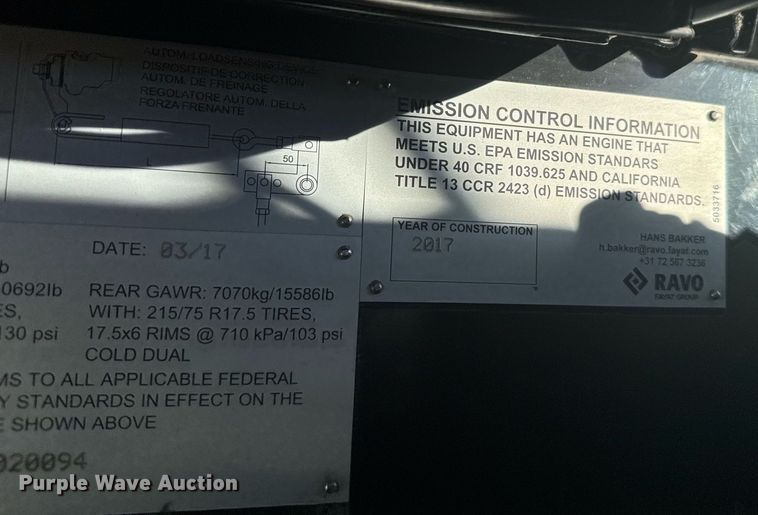 AUTOM. LOADSENSING DEVICE
DISPOSITIF DE CORRECTION
AUTOM. DE FREINAGE
REGOLATORE AUTOM. DELLA
FORZA FRENANTE
50
L
EMISSION CONTROL INFORMATION
THIS EQUIPMENT HAS AN ENGINE THAT
MEETS U.S. EPA EMISSION STANDARS
UNDER 40 CRF 1039.625 AND CALIFORNIA
TITLE 13 CCR 2423 (d) EMISSION STANDARDS.
5033716
YEAR OF CONSTRUCTION
2017
HANS BAKKER
h.bakker@ravo.fayat.com
+31 72 567 3236
RAVO
FAYAT GROUP
DATE: 03/17
b
0692lb REAR GAWR: 7070kg/15586lb
ES, WITH: 215/75 R17.5 TIRES,
130 psi 17.5x6 RIMS @ 710 kPa/103 psi
COLD DUAL
MS TO ALL APPLICABLE FEDERAL
Y STANDARDS IN EFFECT ON THE
E SHOWN ABOVE
020094
Purple Wave Auction